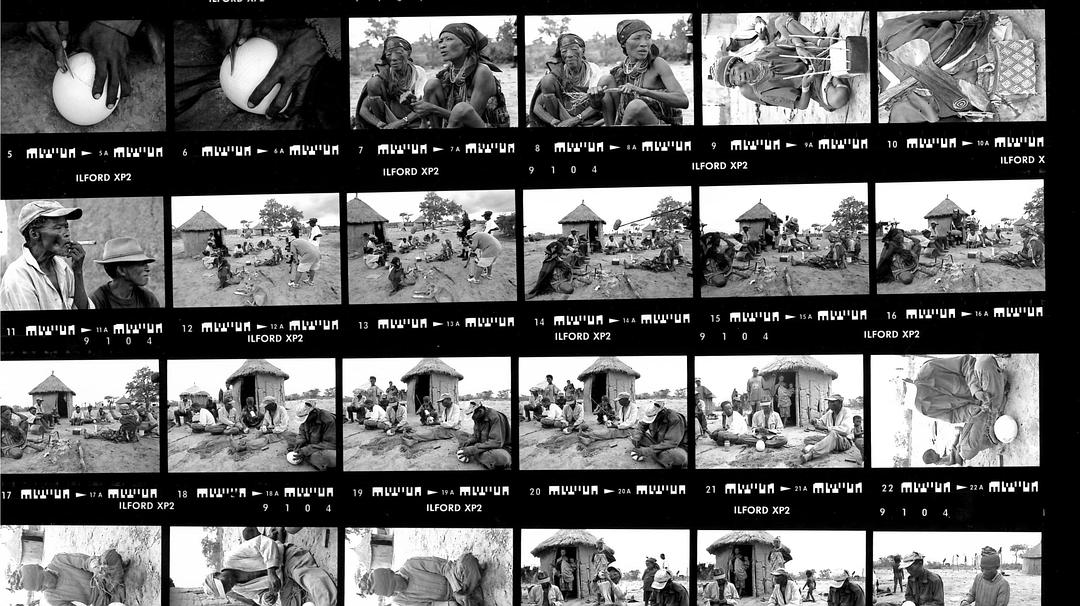 ILFORD XP2
5 5A 6 6A 7 7A 8 8A 9 9A 10 10A
ILFORD XP2 ILFORD XP2 9 1 0 4 ILFORD XP2 ILFORD X
11 11A 12 12A 13 13A 14 14A 15 15A 16 16A
9 1 0 4 ILFORD XP2 ILFORD XP2 9 1 0 4 ILFORD XP2
17 17A 18 18A 19 19A 20 20A 21 21A 22 22A
ILFORD XP2 9 1 0 4 ILFORD XP2 ILFORD XP2 9 1 0 4